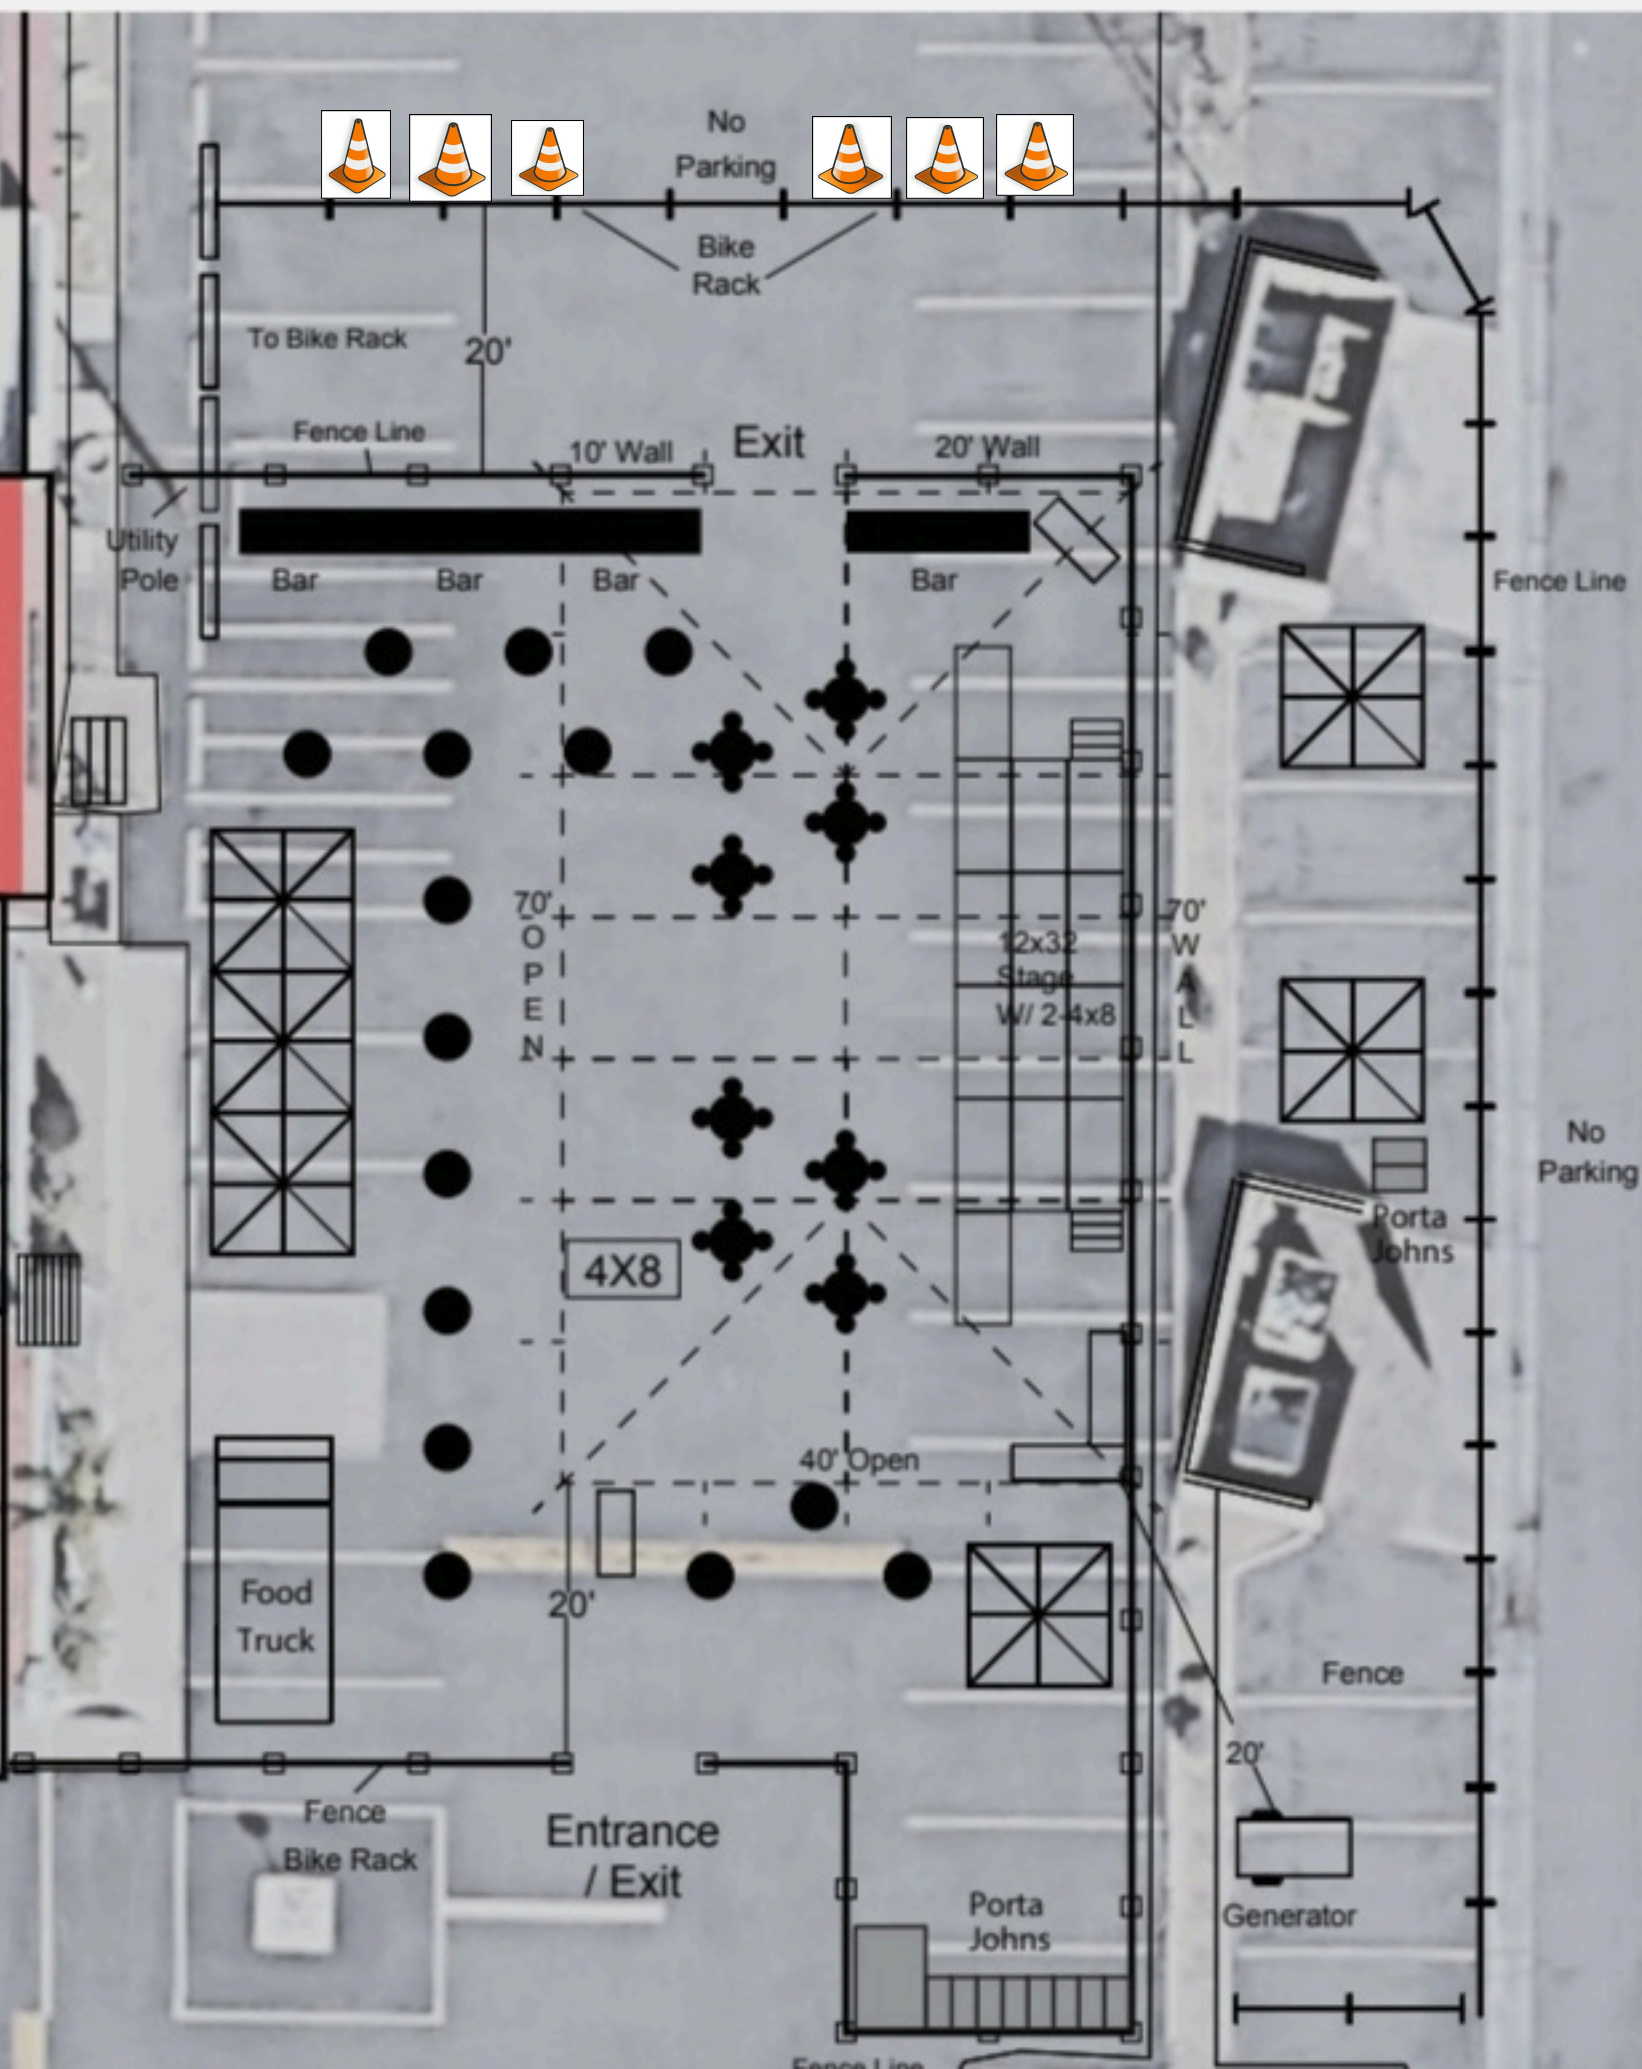 No
Parking
Bike
Rack
To Bike Rack
20'
Fence Line
10' Wall
Exit
20' Wall
Utility
Pole
Bar
Bar
Bar
Bar
Fence Line
70'
O
P
E
N
12x32
Stage
W/ 2-4x8
70'
W
A
L
L
No
Parking
Porta
Johns
4X8
40' Open
Food
Truck
20'
Fence
20'
Fence
Bike Rack
Entrance
/ Exit
Porta
Johns
Generator
Fence Line